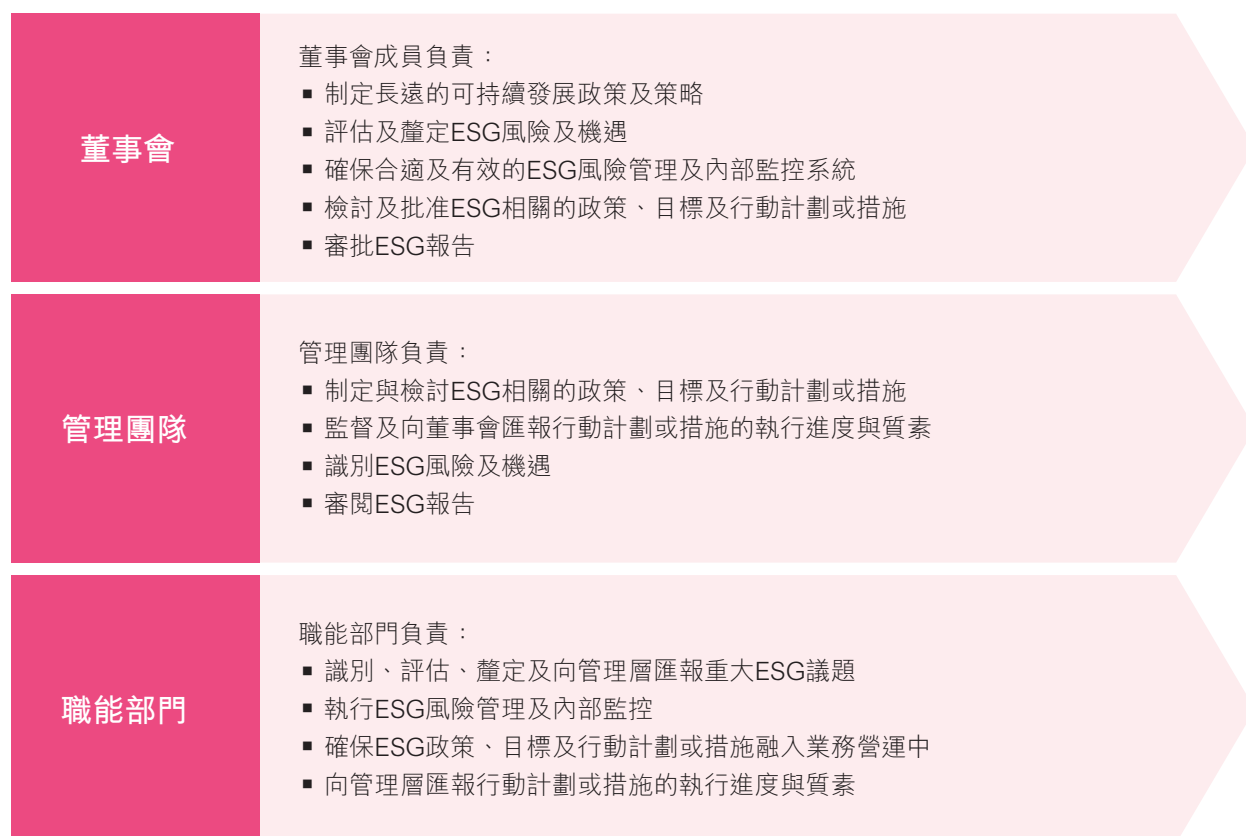 董事會
董事會成員負責：
▪ 制定長遠的可持續發展政策及策略
▪ 評估及釐定ESG風險及機遇
▪ 確保合適及有效的ESG風險管理及內部監控系統
▪ 檢討及批准ESG相關的政策、目標及行動計劃或措施
▪ 審批ESG報告
管理團隊
管理團隊負責：
▪ 制定與檢討ESG相關的政策、目標及行動計劃或措施
▪ 監督及向董事會匯報行動計劃或措施的執行進度與質素
▪ 識別ESG風險及機遇
▪ 審閱ESG報告
職能部門
職能部門負責：
▪ 識別、評估、釐定及向管理層匯報重大ESG議題
▪ 執行ESG風險管理及內部監控
▪ 確保ESG政策、目標及行動計劃或措施融入業務營運中
▪ 向管理層匯報行動計劃或措施的執行進度與質素